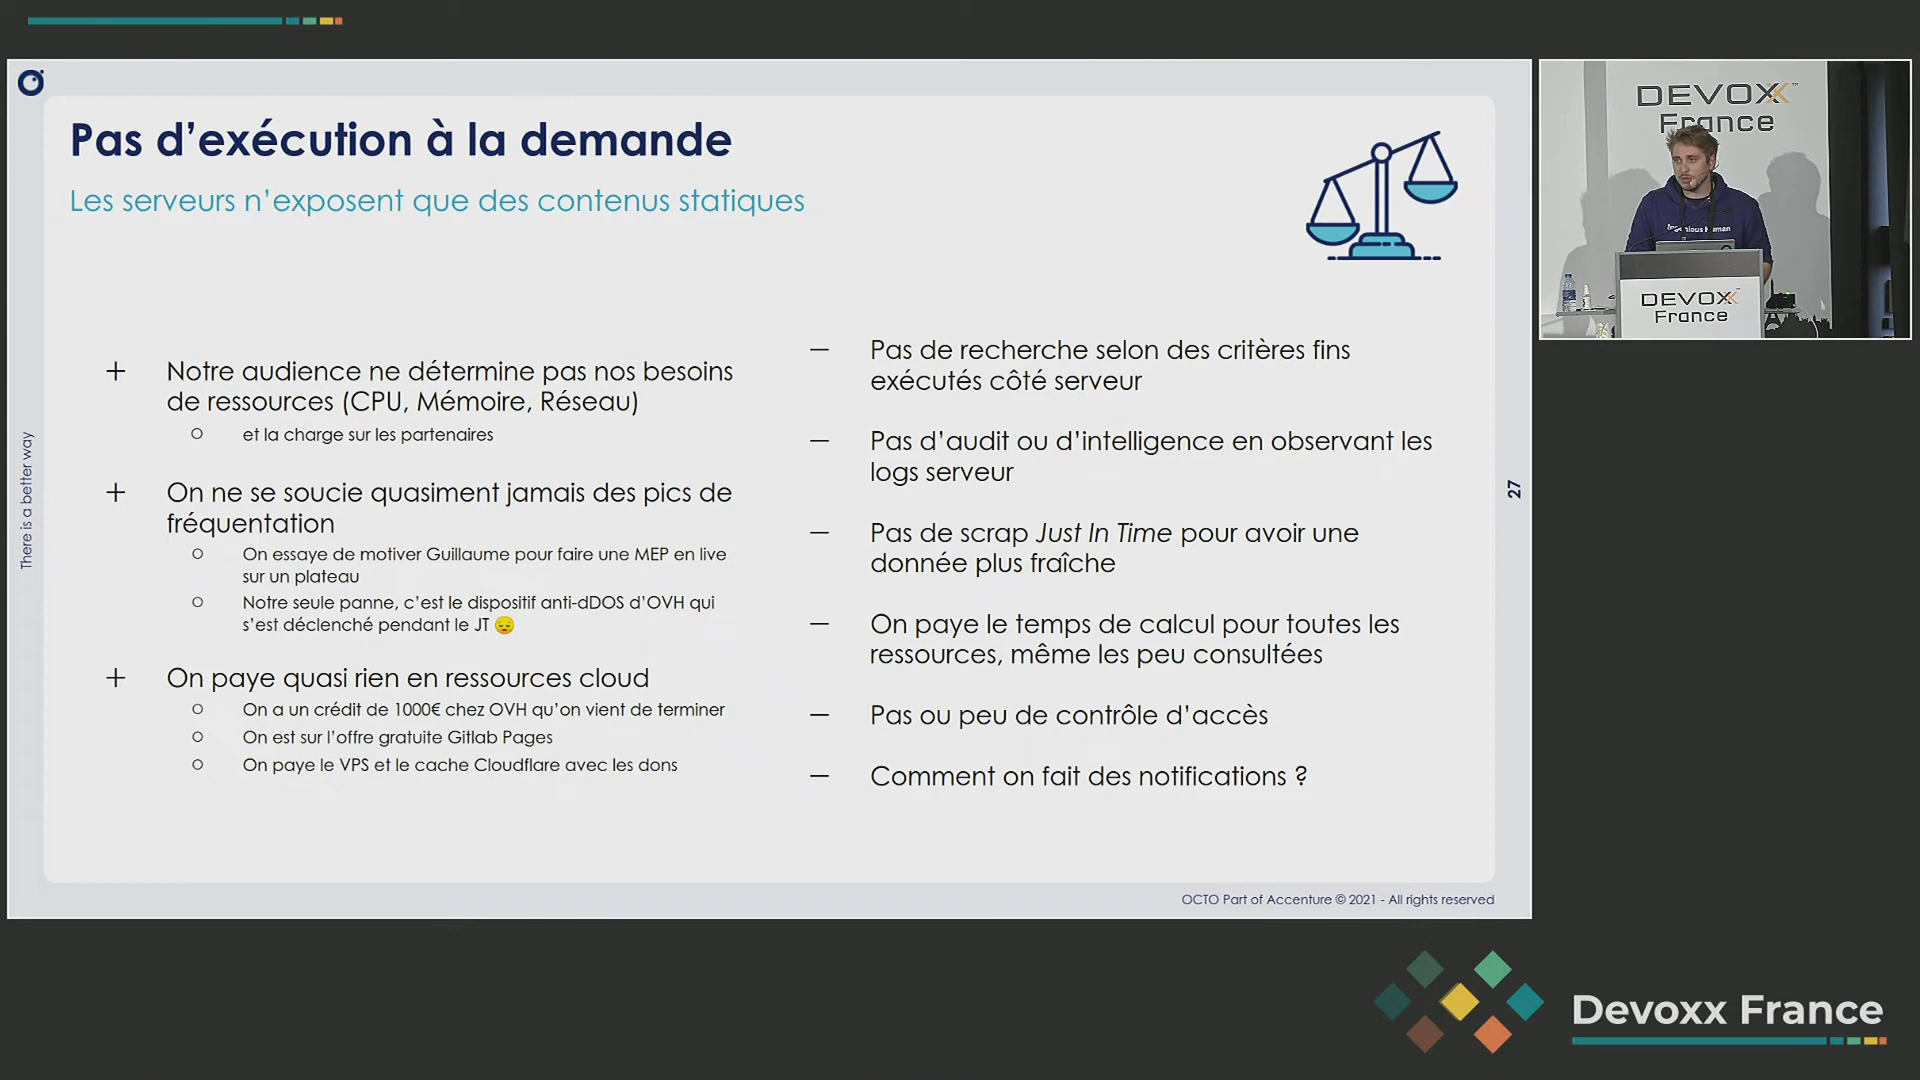 Pas d'exécution à la demande
Les serveurs n'exposent que des contenus statiques
+ Notre audience ne détermine pas nos besoins
de ressources (CPU, Mémoire, Réseau)
○ et la charge sur les partenaires
+ On ne se soucie quasiment jamais des pics de
fréquentation
○ On essaye de motiver Guillaume pour faire une MEP en live
sur un plateau
○ Notre seule panne, c'est le dispositif anti-dDOS d'OVH qui
s'est déclenché pendant le JT 😔
+ On paye quasi rien en ressources cloud
○ On a un crédit de 1000€ chez OVH qu'on vient de terminer
○ On est sur l'offre gratuite Gitlab Pages
○ On paye le VPS et le cache Cloudflare avec les dons
— Pas de recherche selon des critères fins
exécutés côté serveur
— Pas d'audit ou d'intelligence en observant les
logs serveur
— Pas de scrap Just In Time pour avoir une
donnée plus fraîche
— On paye le temps de calcul pour toutes les
ressources, même les peu consultées
— Pas ou peu de contrôle d'accès
— Comment on fait des notifications ?
There is a better way
27
OCTO Part of Accenture © 2021 - All rights reserved
DEVOXX™
France
Ingenious Human
DEVOXX™
France
Devoxx France